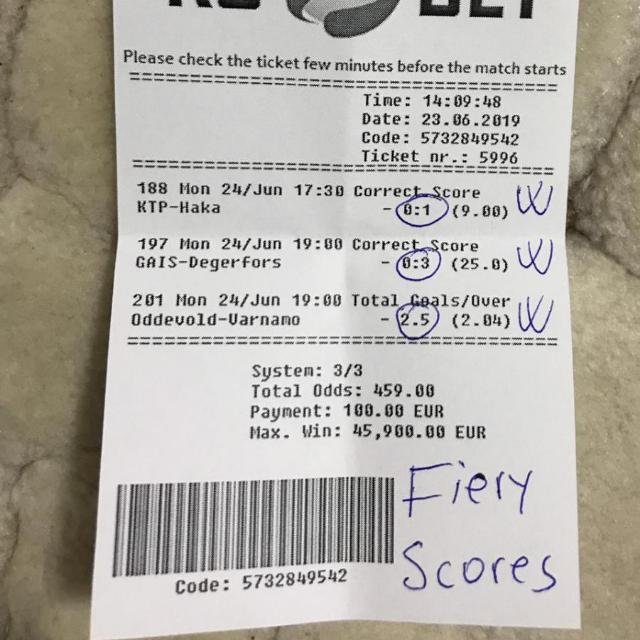 BET
Please check the ticket few minutes before the match starts
Time: 14:09:48
Date: 23.06.2019
Code: 5732849542
Ticket nr.: 5996
188 Mon 24/Jun 17:30 Correct Score
KTP-Haka - 0:1 (9.00) W
197 Mon 24/Jun 19:00 Correct Score
GAIS-Degerfors - 0:3 (25.0) W
201 Mon 24/Jun 19:00 Total Goals/Over
Oddevold-Varnamo - 2.5 (2.04) W
System: 3/3
Total Odds: 459.00
Payment: 100.00 EUR
Max. Win: 45,900.00 EUR
Fiery
Scores
Code: 5732849542